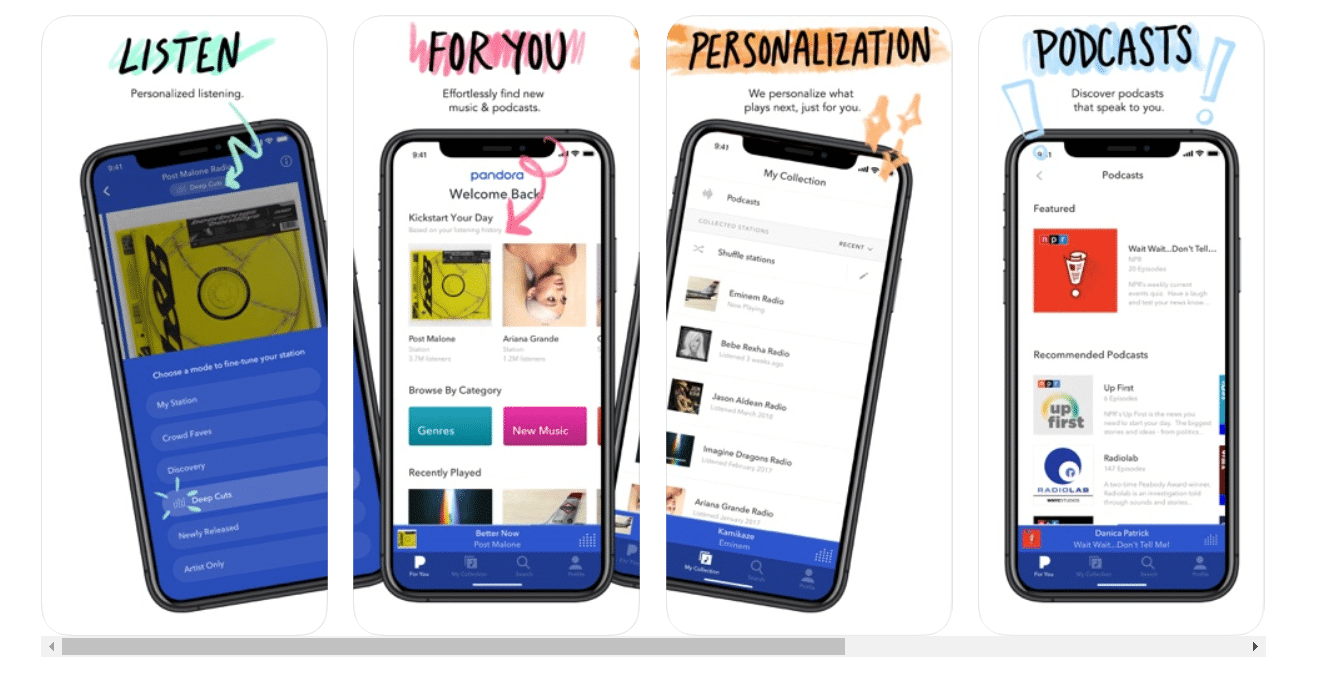 LISTEN
Personalized listening.
9:41
Post Malone Radio
Deep Cuts
Choose a mode to fine-tune your station
My Station
Crowd Faves
Discovery
Deep Cuts
Newly Released
Artist Only
FOR YOU
Effortlessly find new
music & podcasts.
9:41
pandora
Welcome Back!
Kickstart Your Day
Based on your listening history
Post Malone
Station
3.7M listeners
Ariana Grande
Station
1.2M listeners
Browse By Category
Genres
New Music
Recently Played
Better Now
Post Malone
For You
My Collection
Search
Profile
PERSONALIZATION
We personalize what
plays next, just for you.
9:41
My Collection
Podcasts
COLLECTED STATIONS
RECENT
Shuffle stations
Eminem Radio
Now Playing
Bebe Rexha Radio
Listened 3 weeks ago
Jason Aldean Radio
Listened March 2018
Imagine Dragons Radio
Listened February 2017
Ariana Grande Radio
Listened January 2017
Kamikaze
Eminem
For You
My Collection
Search
Profile
PODCASTS
Discover podcasts
that speak to you.
9:41
Podcasts
Featured
npr
Wait Wait...Don't Tell...
NPR
20 Episodes
NPR's weekly current
events quiz. Have a laugh
and test your news know...
Recommended Podcasts
npr
up
first
Up First
6 Episodes
NPR's Up First is the news you
need to start your day. The biggest
stories and ideas - from politics...
RADIOLAB
WNYC STUDIOS
Radiolab
147 Episodes
A two-time Peabody Award winner,
Radiolab is an investigation told
through sounds and stories...
Danica Patrick
Wait Wait...Don't Tell Me!
For You
My Collection
Search
Profile